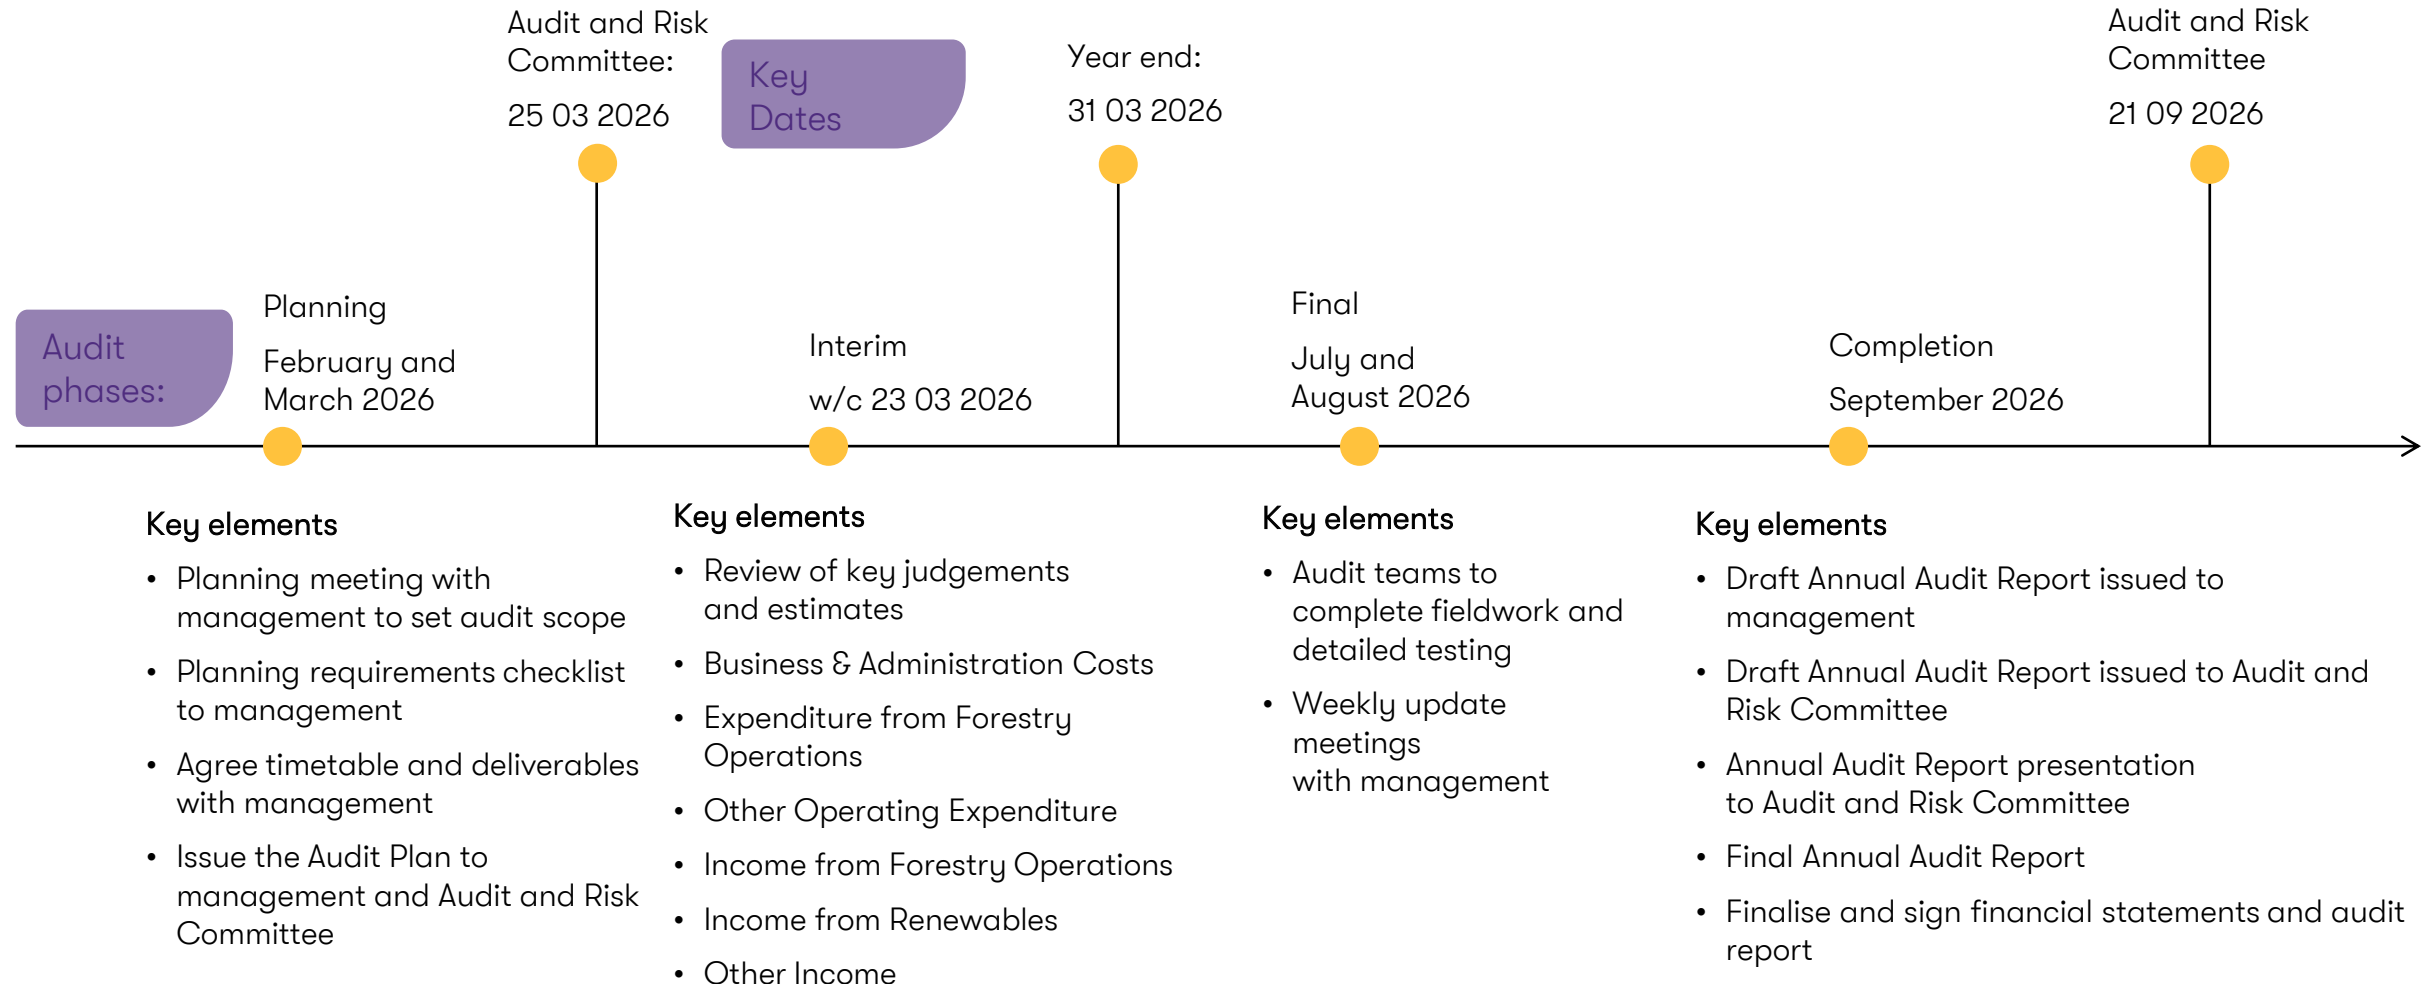 Audit and Risk
Committee:
25 03 2026
Key
Dates
Year end:
31 03 2026
Audit and Risk
Committee
21 09 2026
Audit
phases:
Planning
February and
March 2026
Interim
w/c 23 03 2026
Final
July and
August 2026
Completion
September 2026
Key elements
• Planning meeting with
management to set audit scope
• Planning requirements checklist
to management
• Agree timetable and deliverables
with management
• Issue the Audit Plan to
management and Audit and Risk
Committee
Key elements
• Review of key judgements
and estimates
• Business & Administration Costs
• Expenditure from Forestry
Operations
• Other Operating Expenditure
• Income from Forestry Operations
• Income from Renewables
• Other Income
Key elements
• Audit teams to
complete fieldwork and
detailed testing
• Weekly update
meetings
with management
Key elements
• Draft Annual Audit Report issued to
management
• Draft Annual Audit Report issued to Audit and
Risk Committee
• Annual Audit Report presentation
to Audit and Risk Committee
• Final Annual Audit Report
• Finalise and sign financial statements and audit
report